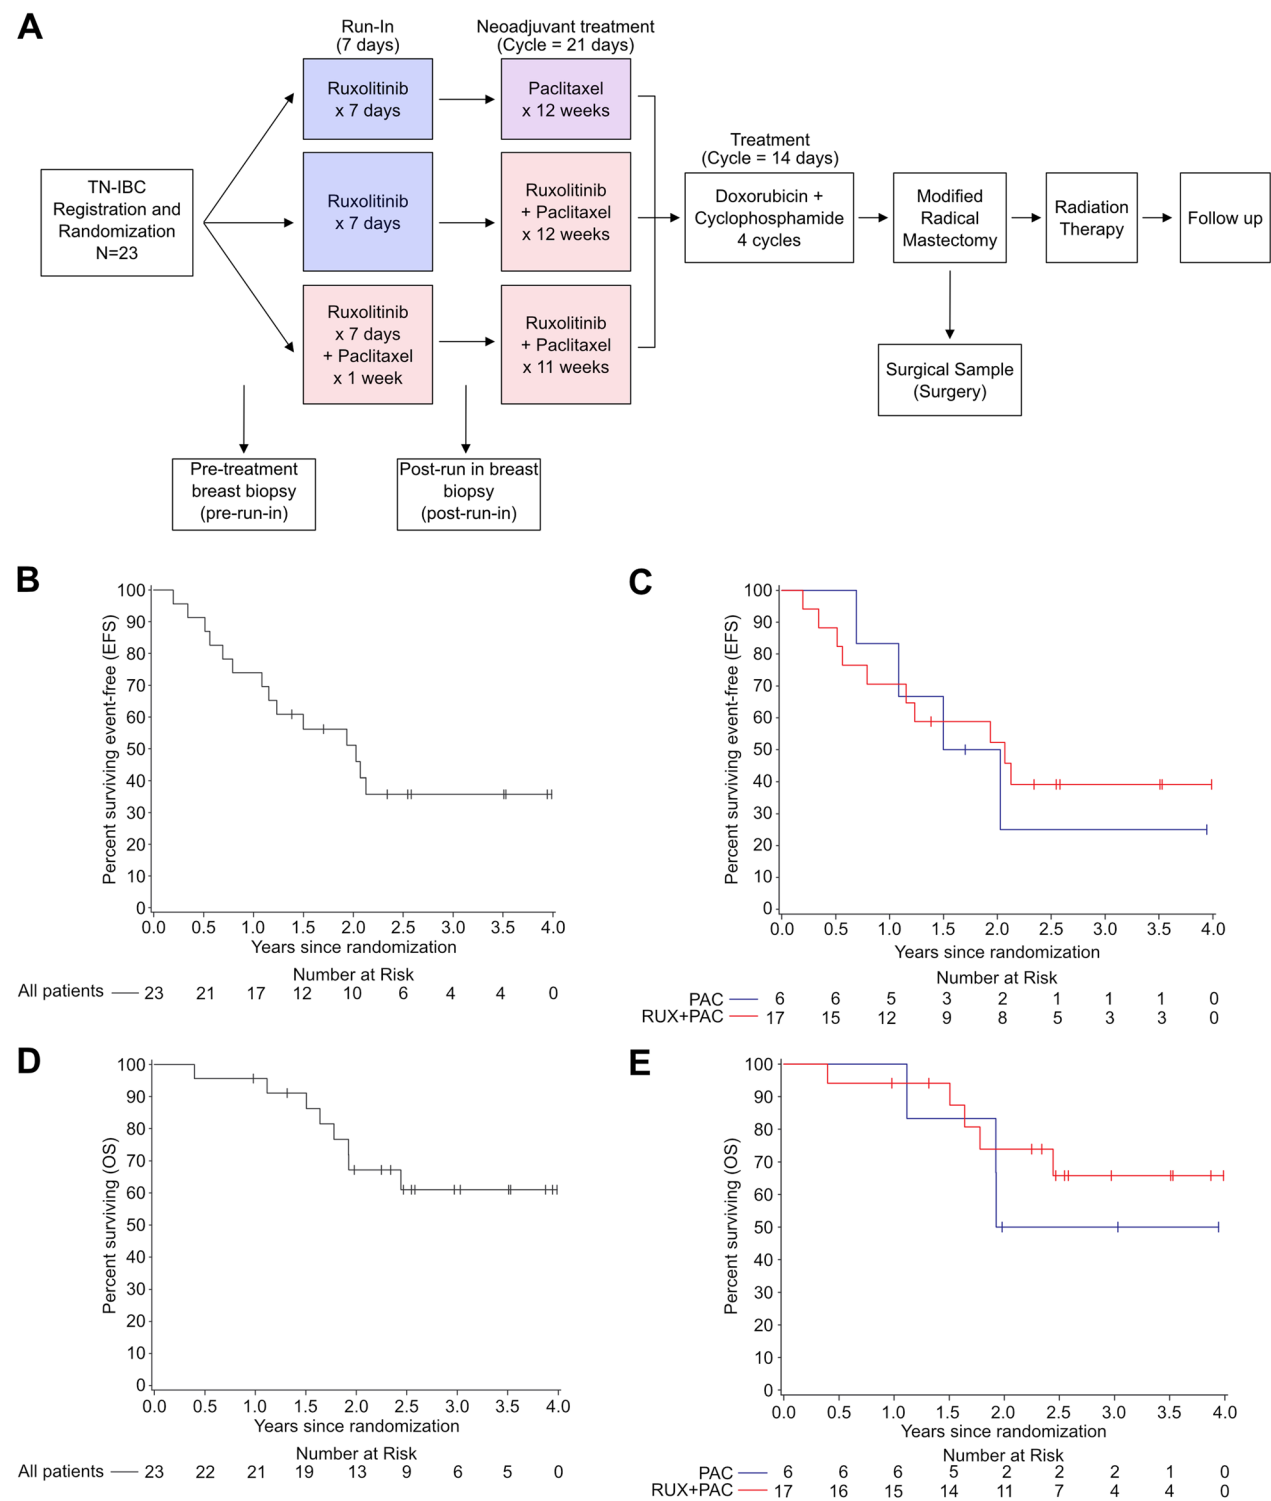 A
Run-In
(7 days)
Neoadjuvant treatment
(Cycle = 21 days)
Ruxolitinib
x 7 days
Paclitaxel
x 12 weeks
TN-IBC
Registration and
Randomization
N=23
Ruxolitinib
x 7 days
Ruxolitinib
+ Paclitaxel
x 12 weeks
Ruxolitinib
x 7 days
+ Paclitaxel
x 1 week
Ruxolitinib
+ Paclitaxel
x 11 weeks
Treatment
(Cycle = 14 days)
Doxorubicin +
Cyclophosphamide
4 cycles
Modified
Radical
Mastectomy
Radiation
Therapy
Follow up
Surgical Sample
(Surgery)
Pre-treatment
breast biopsy
(pre-run-in)
Post-run in breast
biopsy
(post-run-in)
B
Percent surviving event-free (EFS)
100
90
80
70
60
50
40
30
20
10
0
0.0 0.5 1.0 1.5 2.0 2.5 3.0 3.5 4.0
Years since randomization
Number at Risk
All patients 23 21 17 12 10 6 4 4 0
C
Percent surviving event-free (EFS)
100
90
80
70
60
50
40
30
20
10
0
0.0 0.5 1.0 1.5 2.0 2.5 3.0 3.5 4.0
Years since randomization
Number at Risk
PAC 6 6 5 3 2 1 1 1 0
RUX+PAC 17 15 12 9 8 5 3 3 0
D
Percent surviving (OS)
100
90
80
70
60
50
40
30
20
10
0
0.0 0.5 1.0 1.5 2.0 2.5 3.0 3.5 4.0
Years since randomization
Number at Risk
All patients 23 22 21 19 13 9 6 5 0
E
Percent surviving (OS)
100
90
80
70
60
50
40
30
20
10
0
0.0 0.5 1.0 1.5 2.0 2.5 3.0 3.5 4.0
Years since randomization
Number at Risk
PAC 6 6 6 5 2 2 2 1 0
RUX+PAC 17 16 15 14 11 7 4 4 0